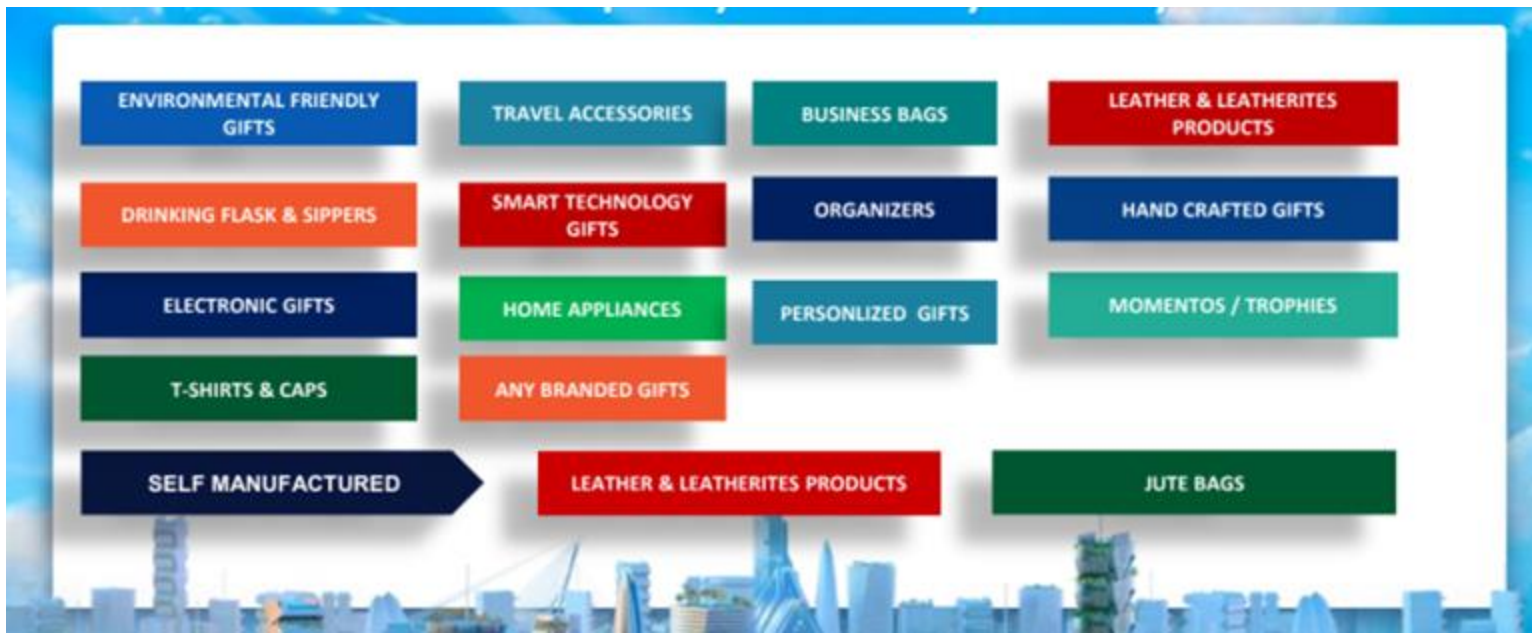 ENVIRONMENTAL FRIENDLY
GIFTS
TRAVEL ACCESSORIES
BUSINESS BAGS
LEATHER & LEATHERITES
PRODUCTS
DRINKING FLASK & SIPPERS
SMART TECHNOLOGY
GIFTS
ORGANIZERS
HAND CRAFTED GIFTS
ELECTRONIC GIFTS
HOME APPLIANCES
PERSONLIZED GIFTS
MOMENTOS / TROPHIES
T-SHIRTS & CAPS
ANY BRANDED GIFTS
SELF MANUFACTURED
LEATHER & LEATHERITES PRODUCTS
JUTE BAGS